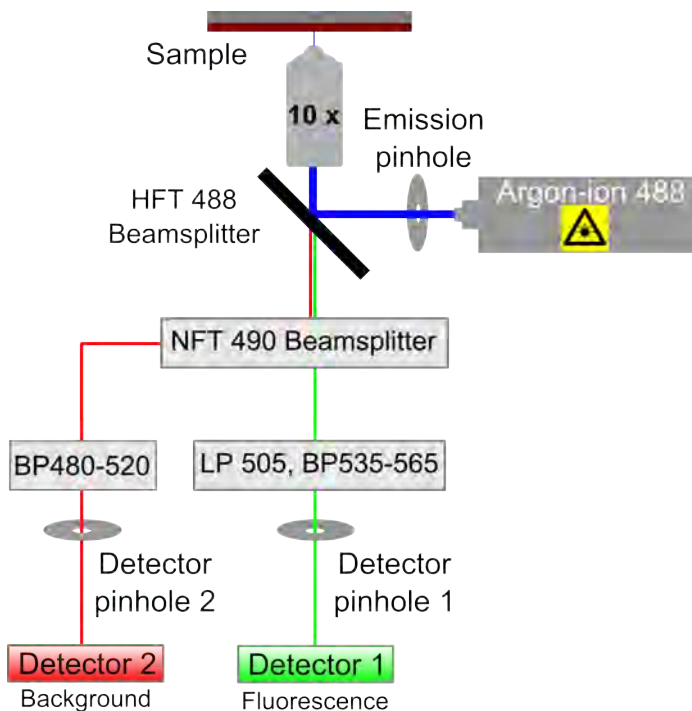 Sample
10 x
Emission
pinhole
Argon-ion 488
HFT 488
Beamsplitter
NFT 490 Beamsplitter
BP480-520
LP 505, BP535-565
Detector
pinhole 2
Detector
pinhole 1
Detector 2
Detector 1
Background
Fluorescence